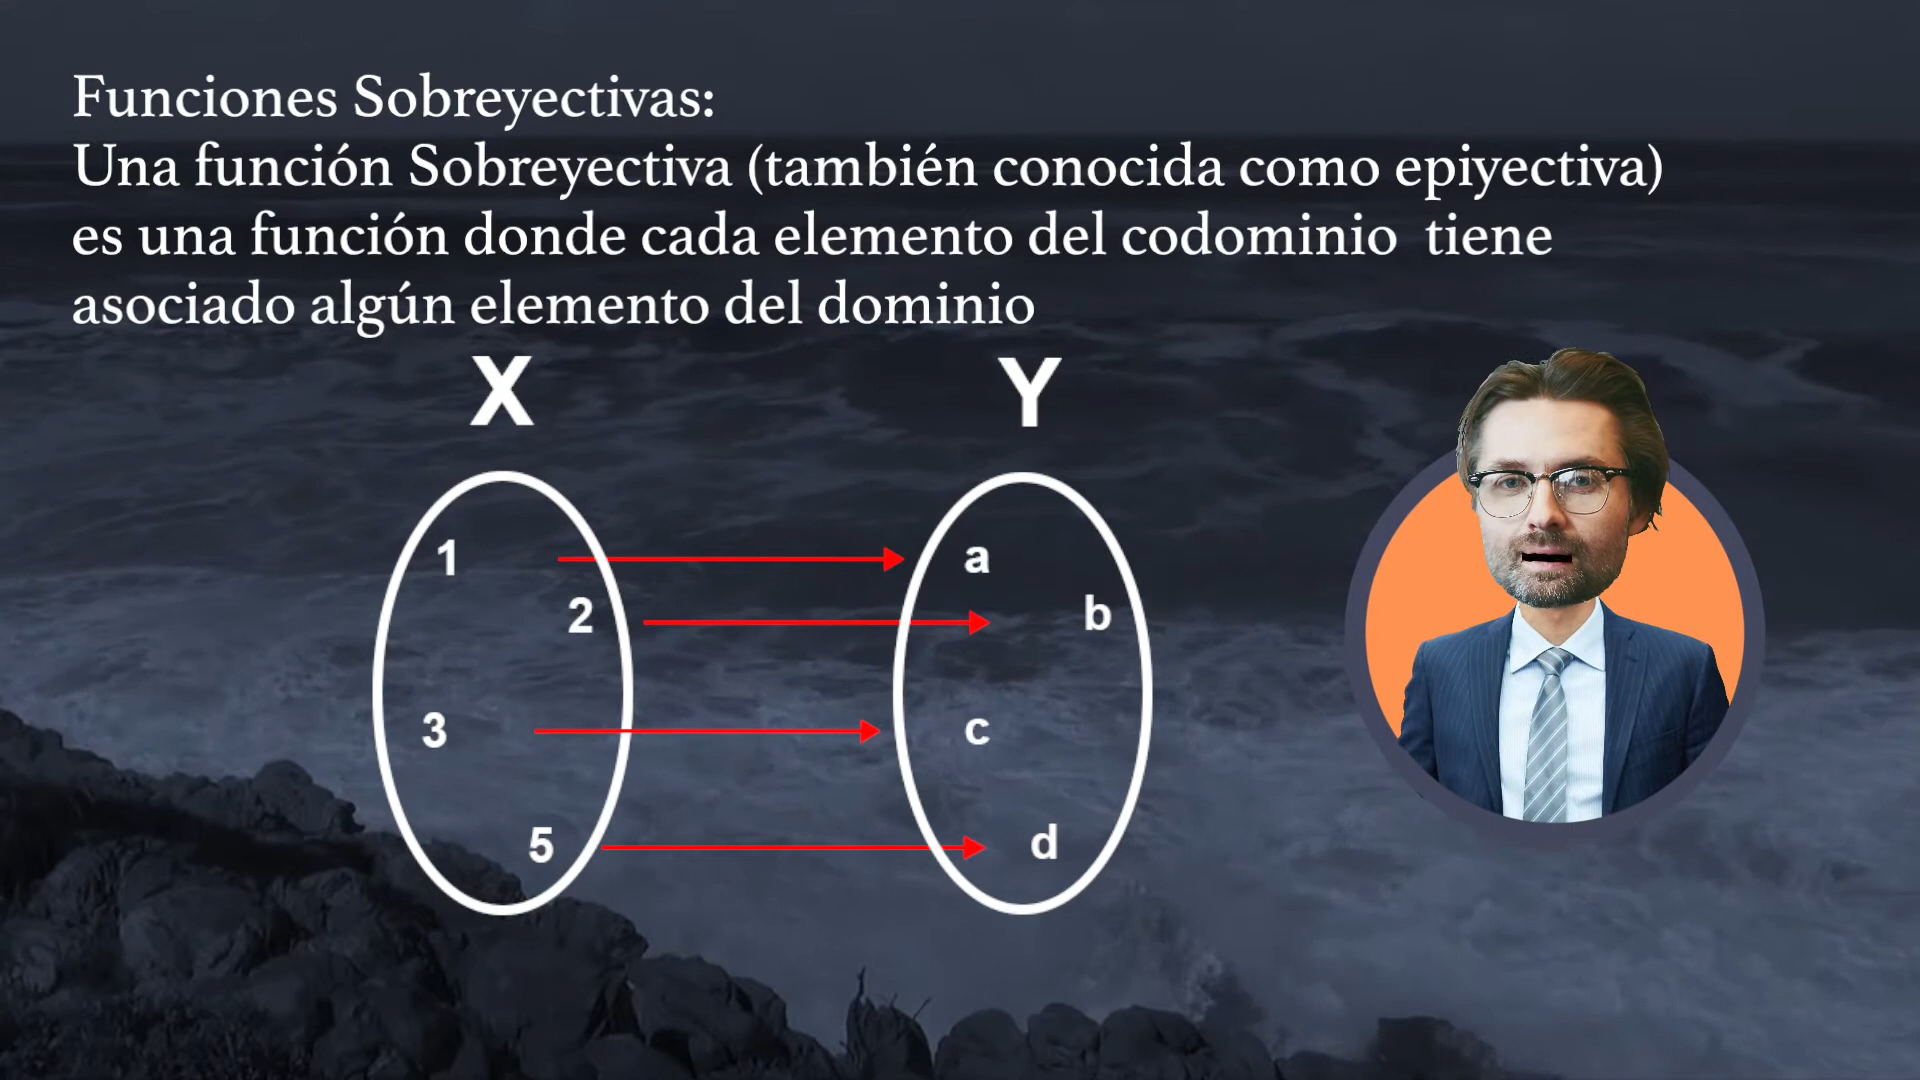 Funciones Sobreyectivas:
Una función Sobreyectiva (también conocida como epiyectiva)
es una función donde cada elemento del codominio tiene
asociado algún elemento del dominio
X Y
1 a
2 b
3 c
5 d